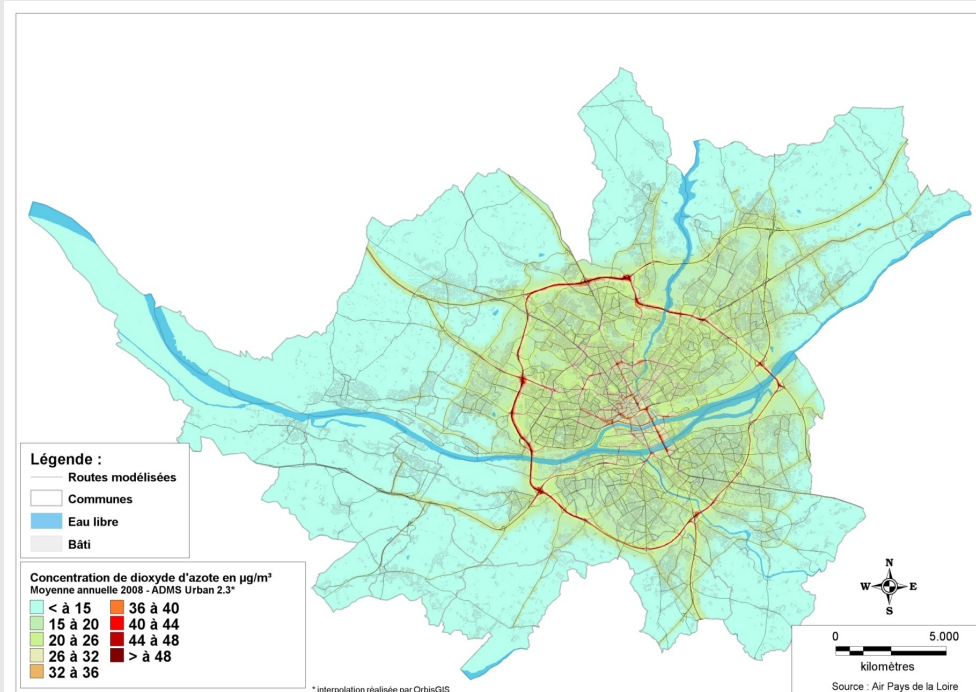 Légende :
Routes modélisées
Communes
Eau libre
Bâti
Concentration de dioxyde d'azote en µg/m³
Moyenne annuelle 2008 - ADMS Urban 2.3*
< à 15
15 à 20
20 à 26
26 à 32
32 à 36
36 à 40
40 à 44
44 à 48
> à 48
* interpolation réalisée par OrbisGIS
N
W E
S
0 5.000
kilomètres
Source : Air Pays de la Loire